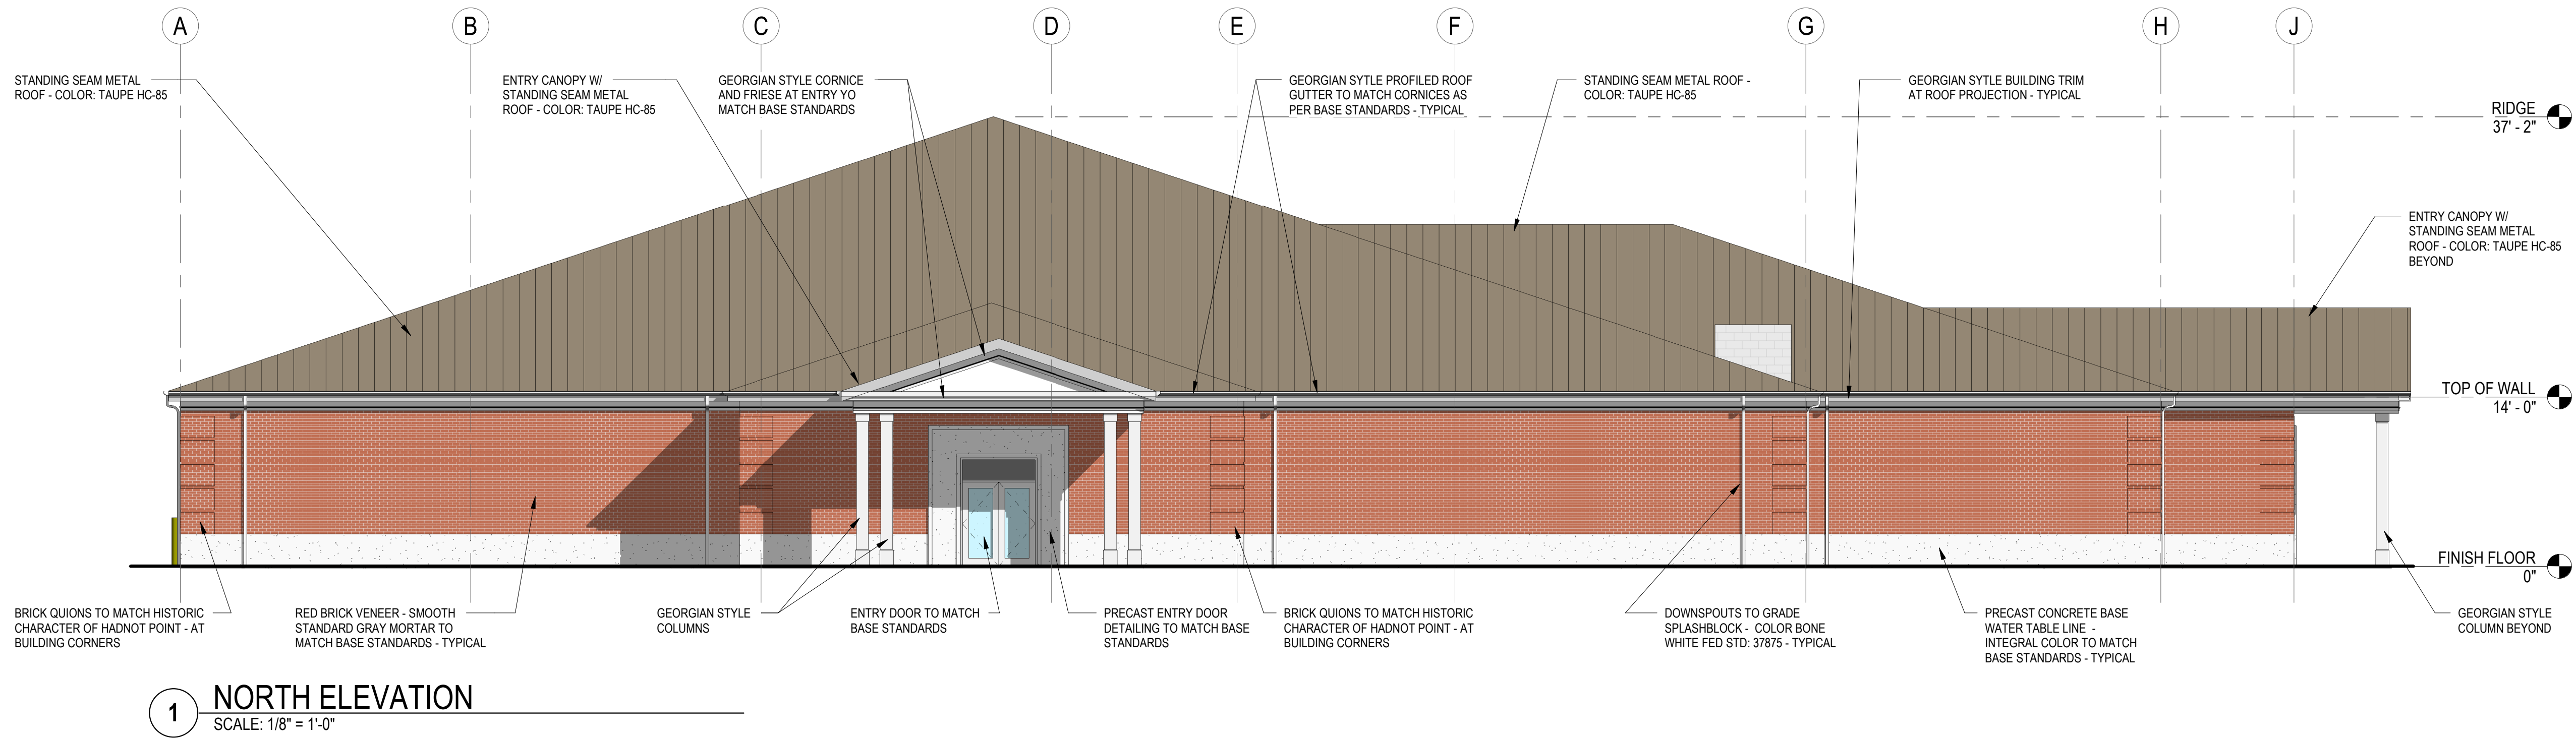 A
B
C
D
E
F
G
H
J
STANDING SEAM METAL
ROOF - COLOR: TAUPE HC-85
ENTRY CANOPY W/
STANDING SEAM METAL
ROOF - COLOR: TAUPE HC-85
GEORGIAN STYLE CORNICE
AND FRIESE AT ENTRY YO
MATCH BASE STANDARDS
GEORGIAN SYTLE PROFILED ROOF
GUTTER TO MATCH CORNICES AS
PER BASE STANDARDS - TYPICAL
STANDING SEAM METAL ROOF -
COLOR: TAUPE HC-85
GEORGIAN SYTLE BUILDING TRIM
AT ROOF PROJECTION - TYPICAL
RIDGE
37' - 2"
ENTRY CANOPY W/
STANDING SEAM METAL
ROOF - COLOR: TAUPE HC-85
BEYOND
TOP OF WALL
14' - 0"
FINISH FLOOR
0"
BRICK QUIONS TO MATCH HISTORIC
CHARACTER OF HADNOT POINT - AT
BUILDING CORNERS
RED BRICK VENEER - SMOOTH
STANDARD GRAY MORTAR TO
MATCH BASE STANDARDS - TYPICAL
GEORGIAN STYLE
COLUMNS
ENTRY DOOR TO MATCH
BASE STANDARDS
PRECAST ENTRY DOOR
DETAILING TO MATCH BASE
STANDARDS
BRICK QUIONS TO MATCH HISTORIC
CHARACTER OF HADNOT POINT - AT
BUILDING CORNERS
DOWNSPOUTS TO GRADE
SPLASHBLOCK - COLOR BONE
WHITE FED STD: 37875 - TYPICAL
PRECAST CONCRETE BASE
WATER TABLE LINE -
INTEGRAL COLOR TO MATCH
BASE STANDARDS - TYPICAL
GEORGIAN STYLE
COLUMN BEYOND
1
NORTH ELEVATION
SCALE: 1/8" = 1'-0"